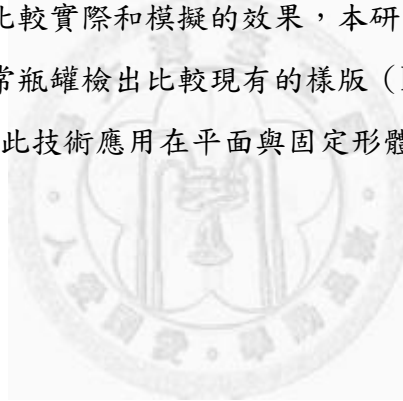 比較實際和模擬的效果，本研
常瓶罐檢出比較現有的樣版（
此技術應用在平面與固定形體